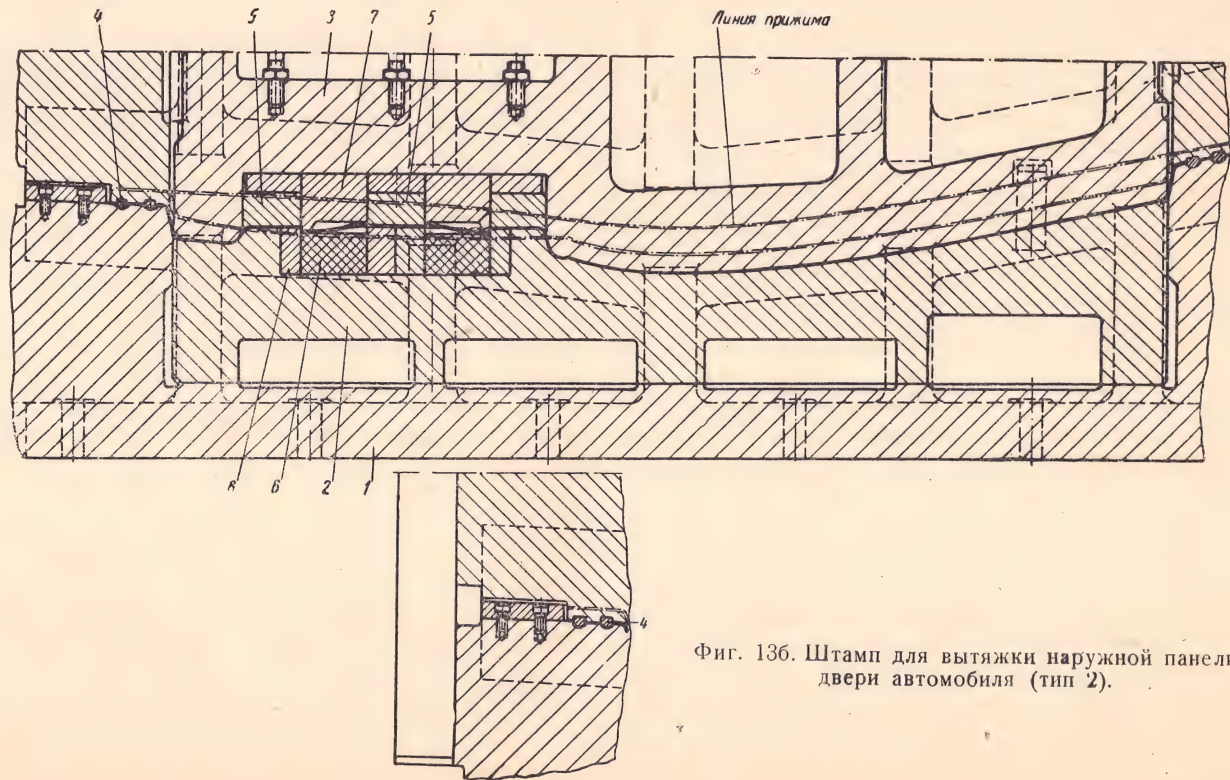 4 5 3 7 5 Линия прижима
8 6 2 1
4
Фиг. 13б. Штамп для вытяжки наружной панели
двери автомобиля (тип 2).